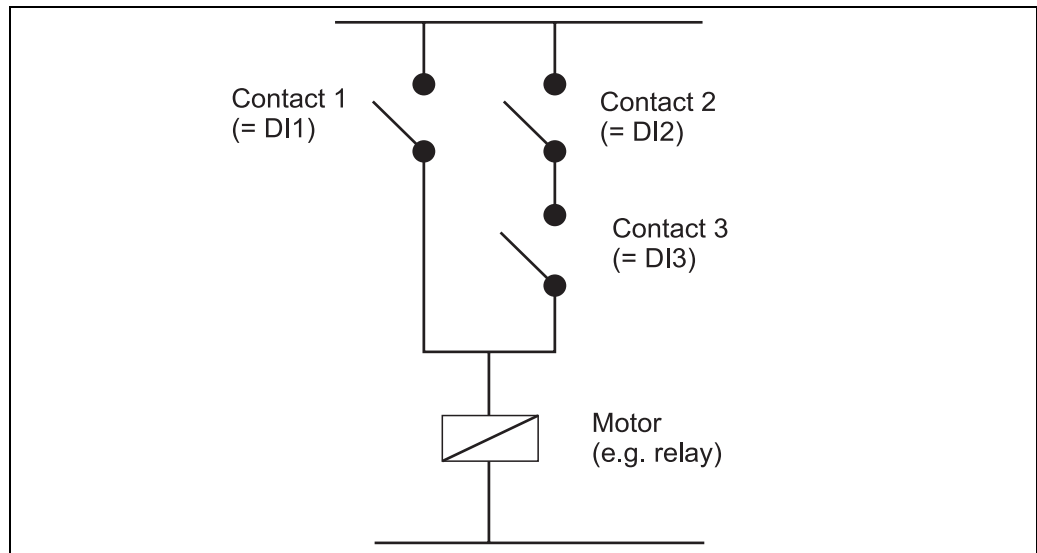 Contact 1
(= DI1)
Contact 2
(= DI2)
Contact 3
(= DI3)
Motor
(e.g. relay)